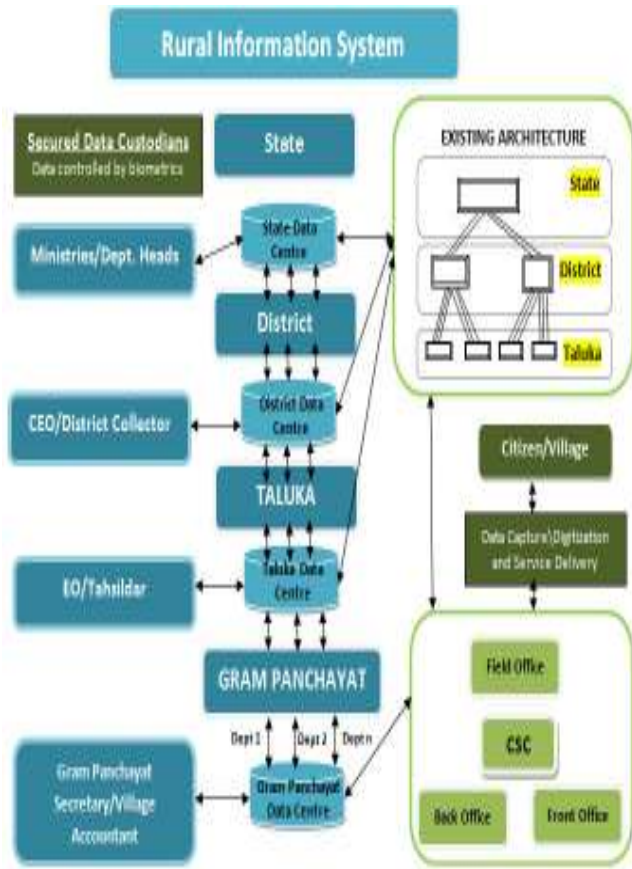 Rural Information System
Secured Data Custodians
Data controlled by biometrics
State
EXISTING ARCHITECTURE
State
District
Taluka
Ministries/Dept. Heads
State Data
Centre
District
CEO/District Collector
District Data
Centre
TALUKA
Citizen/Village
Data Capture\Digitization
and Service Delivery
EO/Tahsildar
Taluka Data
Centre
GRAM PANCHAYAT
Dept 1
Dept 2
Dept n
Field Office
CSC
Back Office
Front Office
Gram Panchayat
Secretary/Village
Accountant
Gram Panchayat
Data Centre